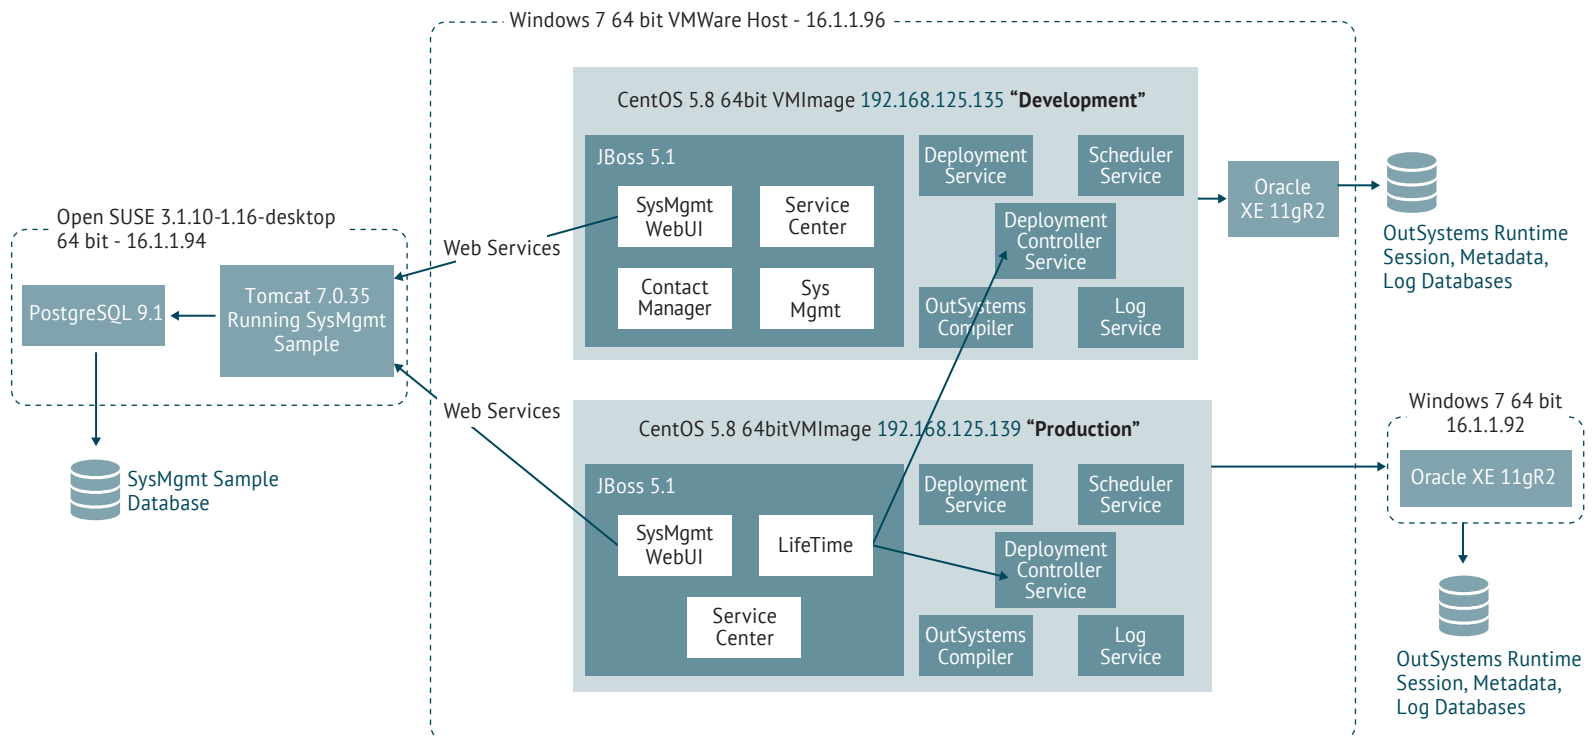 Windows 7 64 bit VMWare Host - 16.1.1.96
CentOS 5.8 64bit VMImage 192.168.125.135 “Development”
JBoss 5.1
SysMgmt
WebUI
Service
Center
Contact
Manager
Sys
Mgmt
Deployment
Service
Scheduler
Service
Deployment
Controller
Service
OutSystems
Compiler
Log
Service
Oracle
XE 11gR2
OutSystems Runtime
Session, Metadata,
Log Databases
Open SUSE 3.1.10-1.16-desktop
64 bit - 16.1.1.94
Web Services
PostgreSQL 9.1
Tomcat 7.0.35
Running SysMgmt
Sample
SysMgmt Sample
Database
Web Services
CentOS 5.8 64bitVMImage 192.168.125.139 “Production”
JBoss 5.1
SysMgmt
WebUI
LifeTime
Service
Center
Deployment
Service
Scheduler
Service
Deployment
Controller
Service
OutSystems
Compiler
Log
Service
Windows 7 64 bit
16.1.1.92
Oracle XE 11gR2
OutSystems Runtime
Session, Metadata,
Log Databases